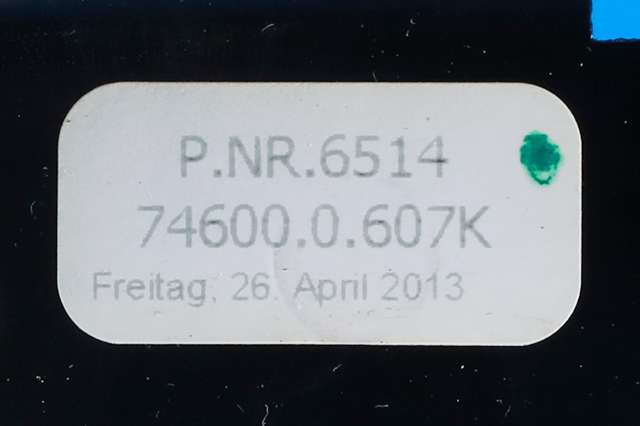 P.NR.6514
74600.0.607K
Freitag, 26. April 2013